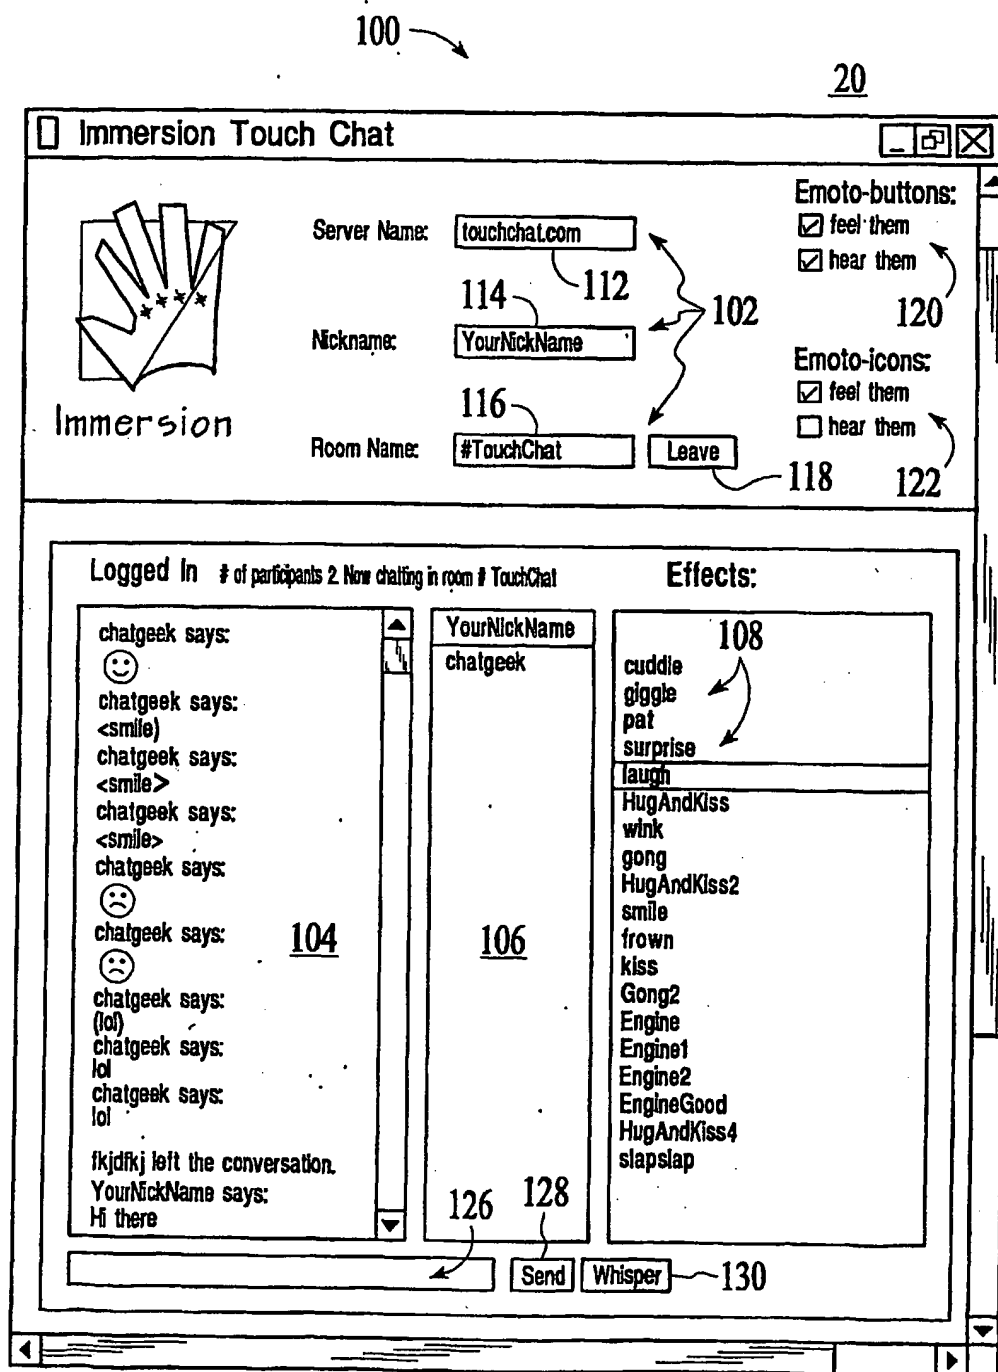 100
20
Immersion Touch Chat
Emoto-buttons:
feel them
hear them
120
Server Name:
touchchat.com
112
114
102
Nickname:
YourNickName
Emoto-icons:
feel them
hear them
122
116
Immersion
Room Name:
#TouchChat
Leave
118
Logged In # of participants 2. Now chatting in room # TouchChat
Effects:
chatgeek says:
chatgeek says:
<smile)
chatgeek says:
<smile>
chatgeek says:
<smile>
chatgeek says:
chatgeek says:
chatgeek says:
(lol)
chatgeek says:
lol
chatgeek says:
lol
fkjdfkj left the conversation.
YourNickName says:
Hi there
104
YourNickName
chatgeek
106
108
cuddle
giggle
pat
surprise
laugh
HugAndKiss
wink
gong
HugAndKiss2
smile
frown
kiss
Gong2
Engine
Engine1
Engine2
EngineGood
HugAndKiss4
slapslap
126
128
Send
Whisper
130